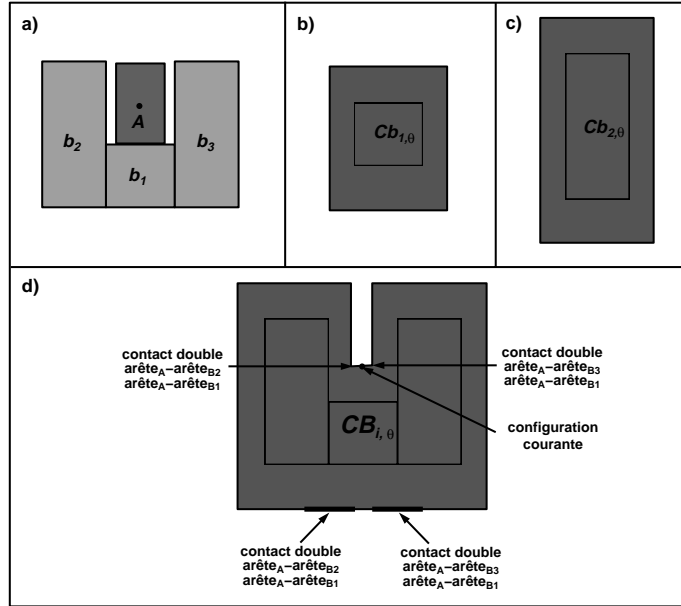 a)
A
b2
b1
b3
b)
Cb1,θ
c)
Cb2,θ
d)
contact double
arêteA–arêteB2
arêteA–arêteB1
contact double
arêteA–arêteB3
arêteA–arêteB1
CBi, θ
configuration
courante
contact double
arêteA–arêteB2
arêteA–arêteB1
contact double
arêteA–arêteB3
arêteA–arêteB1